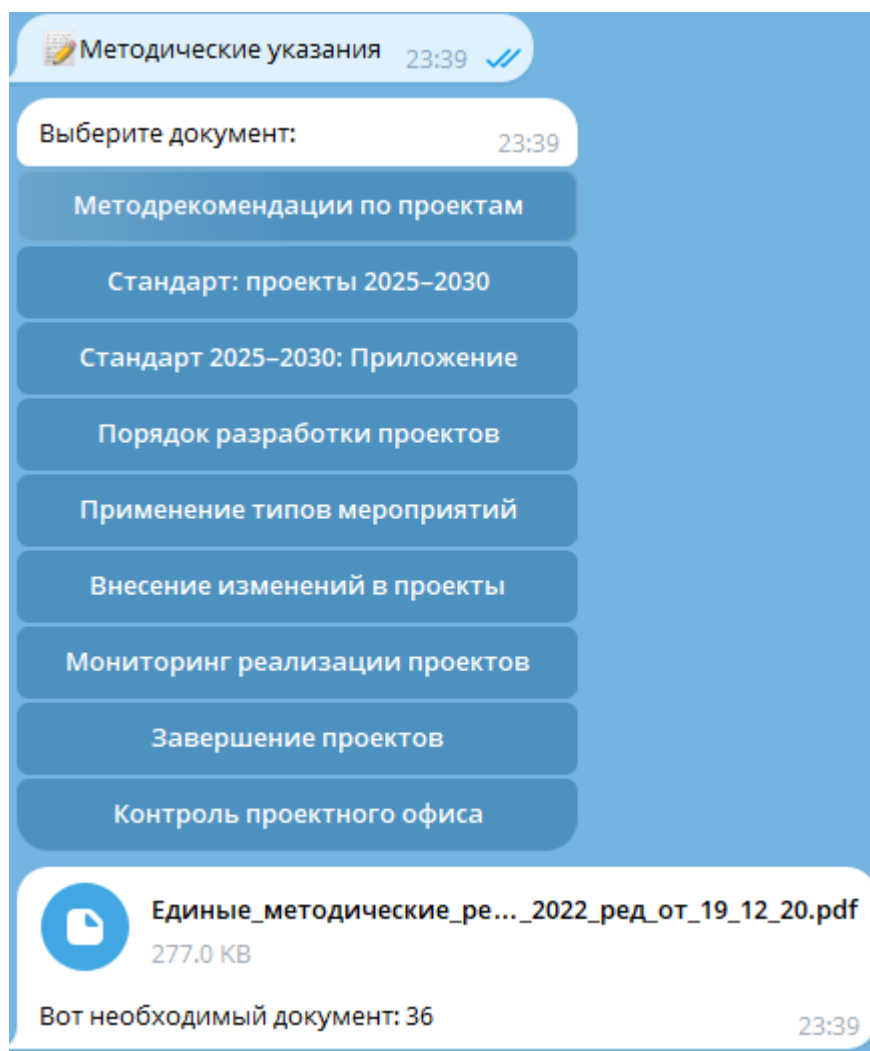 Методические указания 23:39
Выберите документ: 23:39
Методрекомендации по проектам
Стандарт: проекты 2025–2030
Стандарт 2025–2030: Приложение
Порядок разработки проектов
Применение типов мероприятий
Внесение изменений в проекты
Мониторинг реализации проектов
Завершение проектов
Контроль проектного офиса
Единые_методические_ре..._2022_ред_от_19_12_20.pdf
277.0 KB
Вот необходимый документ: 36 23:39